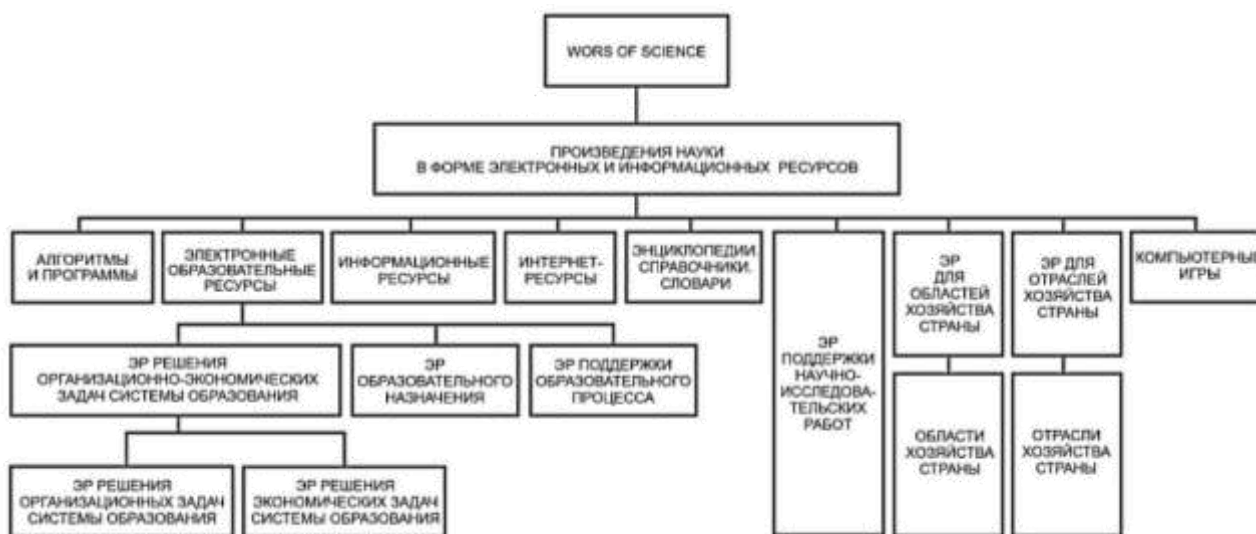 WORS OF SCIENCE
ПРОИЗВЕДЕНИЯ НАУКИ
В ФОРМЕ ЭЛЕКТРОННЫХ И ИНФОРМАЦИОННЫХ РЕСУРСОВ
АЛГОРИТМЫ
И ПРОГРАММЫ
ЭЛЕКТРОННЫЕ
ОБРАЗОВАТЕЛЬНЫЕ
РЕСУРСЫ
ИНФОРМАЦИОННЫЕ
РЕСУРСЫ
ИНТЕРНЕТ-
РЕСУРСЫ
ЭНЦИКЛОПЕДИИ,
СПРАВОЧНИКИ,
СЛОВАРИ
ЭР
ПОДДЕРЖКИ
НАУЧНО-
ИССЛЕДОВА-
ТЕЛЬСКИХ
РАБОТ
ЭР
ДЛЯ
ОБЛАСТЕЙ
ХОЗЯЙСТВА
СТРАНЫ
ЭР ДЛЯ
ОТРАСЛЕЙ
ХОЗЯЙСТВА
СТРАНЫ
КОМПЬЮТЕРНЫЕ
ИГРЫ
ЭР РЕШЕНИЯ
ОРГАНИЗАЦИОННО-ЭКОНОМИЧЕСКИХ
ЗАДАЧ СИСТЕМЫ ОБРАЗОВАНИЯ
ЭР
ОБРАЗОВАТЕЛЬНОГО
НАЗНАЧЕНИЯ
ЭР ПОДДЕРЖКИ
ОБРАЗОВАТЕЛЬНОГО
ПРОЦЕССА
ОБЛАСТИ
ХОЗЯЙСТВА
СТРАНЫ
ОТРАСЛИ
ХОЗЯЙСТВА
СТРАНЫ
ЭР РЕШЕНИЯ
ОРГАНИЗАЦИОННЫХ ЗАДАЧ
СИСТЕМЫ ОБРАЗОВАНИЯ
ЭР РЕШЕНИЯ
ЭКОНОМИЧЕСКИХ ЗАДАЧ
СИСТЕМЫ ОБРАЗОВАНИЯ